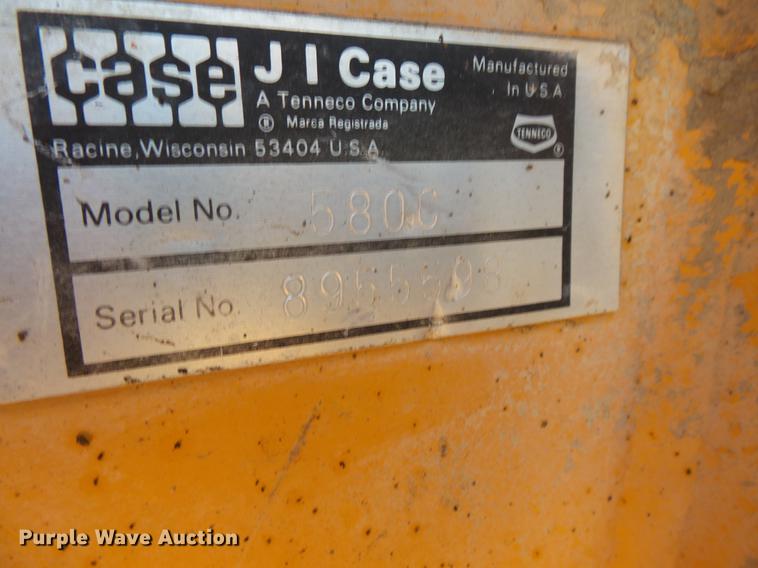 case
J I Case
A Tenneco Company
® Marca Registrada
Manufactured
In U.S.A
TENNECO ®
Racine, Wisconsin 53404 U.S.A.
Model No. 580C
Serial No.
Purple Wave Auction